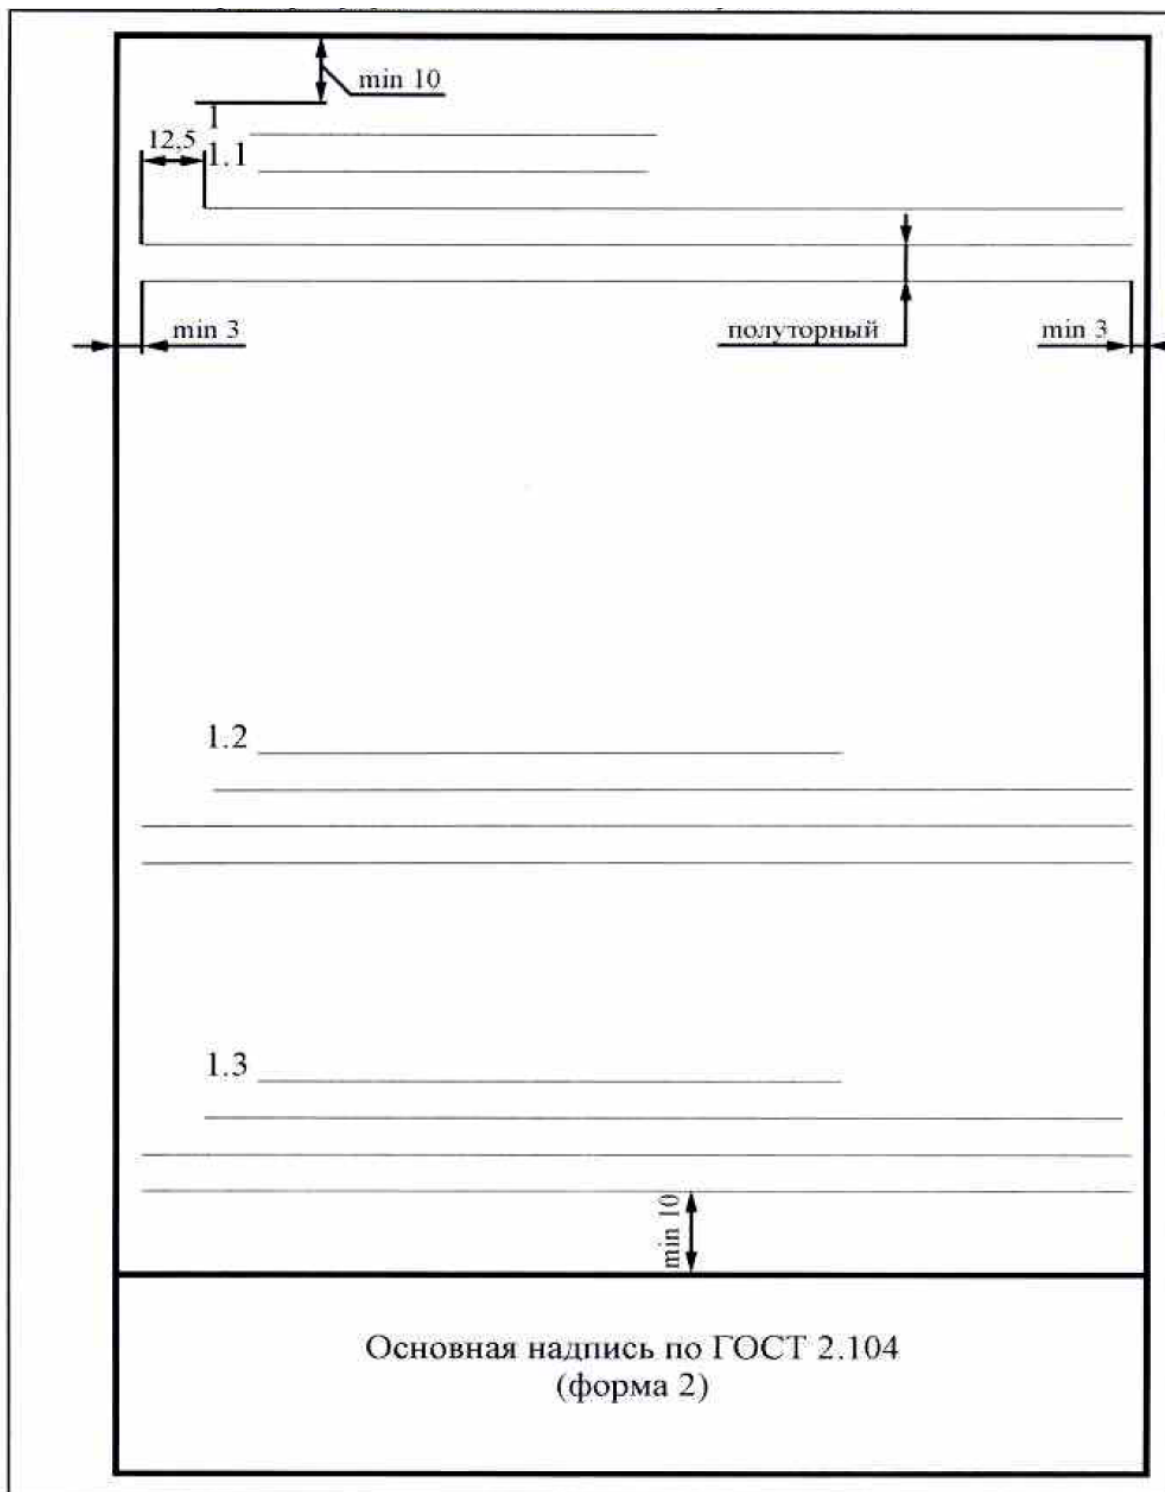 min 10
1
12,5
1.1
min 3
полуторный
min 3
1.2
1.3
min 10
Основная надпись по ГОСТ 2.104
(форма 2)